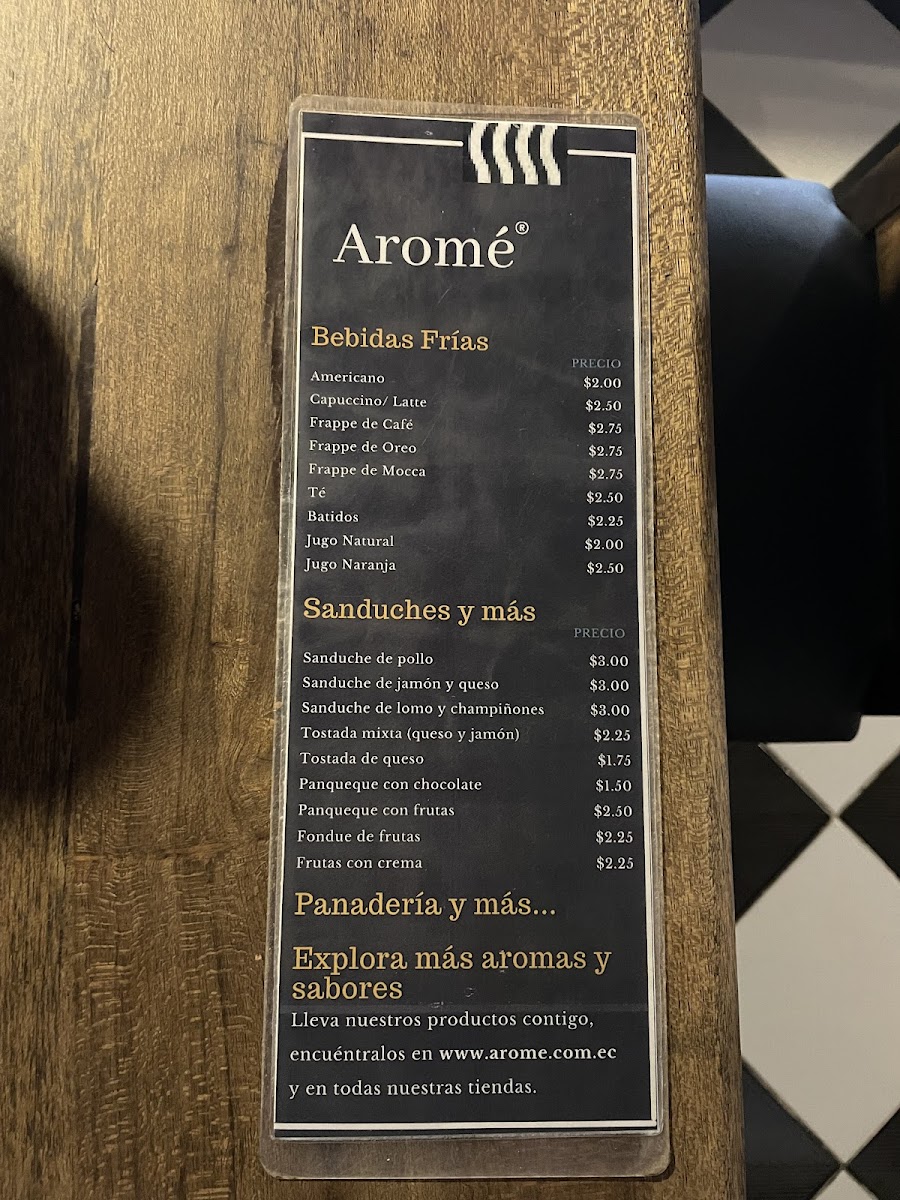 Aromé®
Bebidas Frías
PRECIO
Americano $2.00
Capuccino/ Latte $2.50
Frappe de Café $2.75
Frappe de Oreo $2.75
Frappe de Mocca $2.75
Té $2.50
Batidos $2.25
Jugo Natural $2.00
Jugo Naranja $2.50
Sanduches y más
PRECIO
Sanduche de pollo $3.00
Sanduche de jamón y queso $3.00
Sanduche de lomo y champiñones $3.00
Tostada mixta (queso y jamón) $2.25
Tostada de queso $1.75
Panqueque con chocolate $1.50
Panqueque con frutas $2.50
Fondue de frutas $2.25
Frutas con crema $2.25
Panadería y más...
Explora más aromas y
sabores
Lleva nuestros productos contigo,
encuéntralos en www.arome.com.ec
y en todas nuestras tiendas.